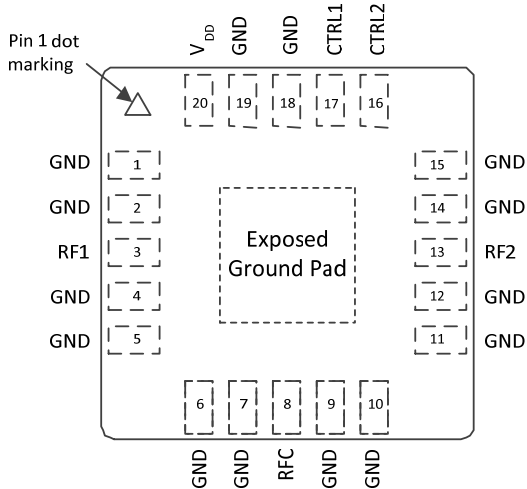 V DD GND GND CTRL1 CTRL2
Pin 1 dot
marking
20 19 18 17 16
GND 1 15 GND
GND 2 14 GND
RF1 3 13 RF2
Exposed
Ground Pad
GND 4 12 GND
GND 5 11 GND
6 7 8 9 10
GND GND RFC GND GND